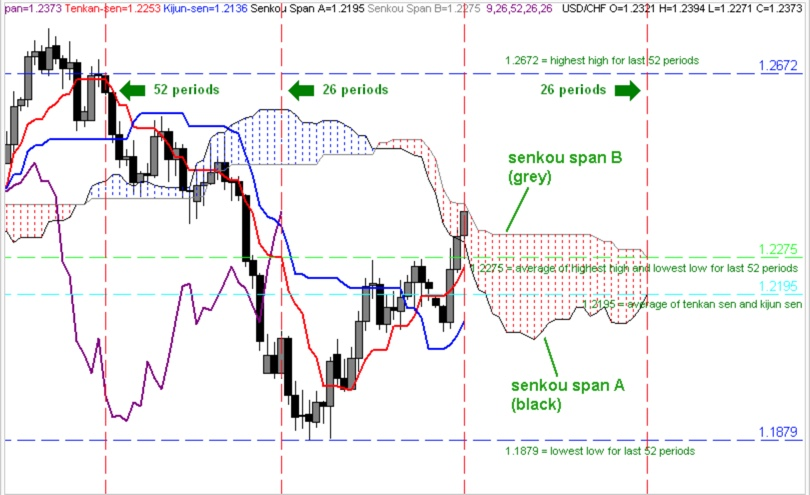 pan=1.2373 Tenkan-sen=1.2253 Kijun-sen=1.2136 Senkou Span A=1.2195 Senkou Span B=1.2275 9,26,52,26,26 USD/CHF O=1.2321 H=1.2394 L=1.2271 C=1.2373
1.2672 = highest high for last 52 periods
1.2672
52 periods
26 periods
26 periods
senkou span B
(grey)
1.2275
1.2275 = average of highest high and lowest low for last 52 periods
1.2195
1.2195 = average of tenkan sen and kijun sen
senkou span A
(black)
1.1879
1.1879 = lowest low for last 52 periods